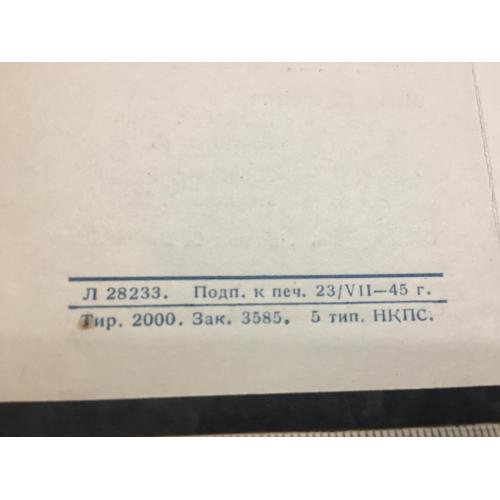 Л 28233. Подп. к печ. 23/VII—45 г.
Тир. 2000. Зак. 3585. 5 тип. НКПС.